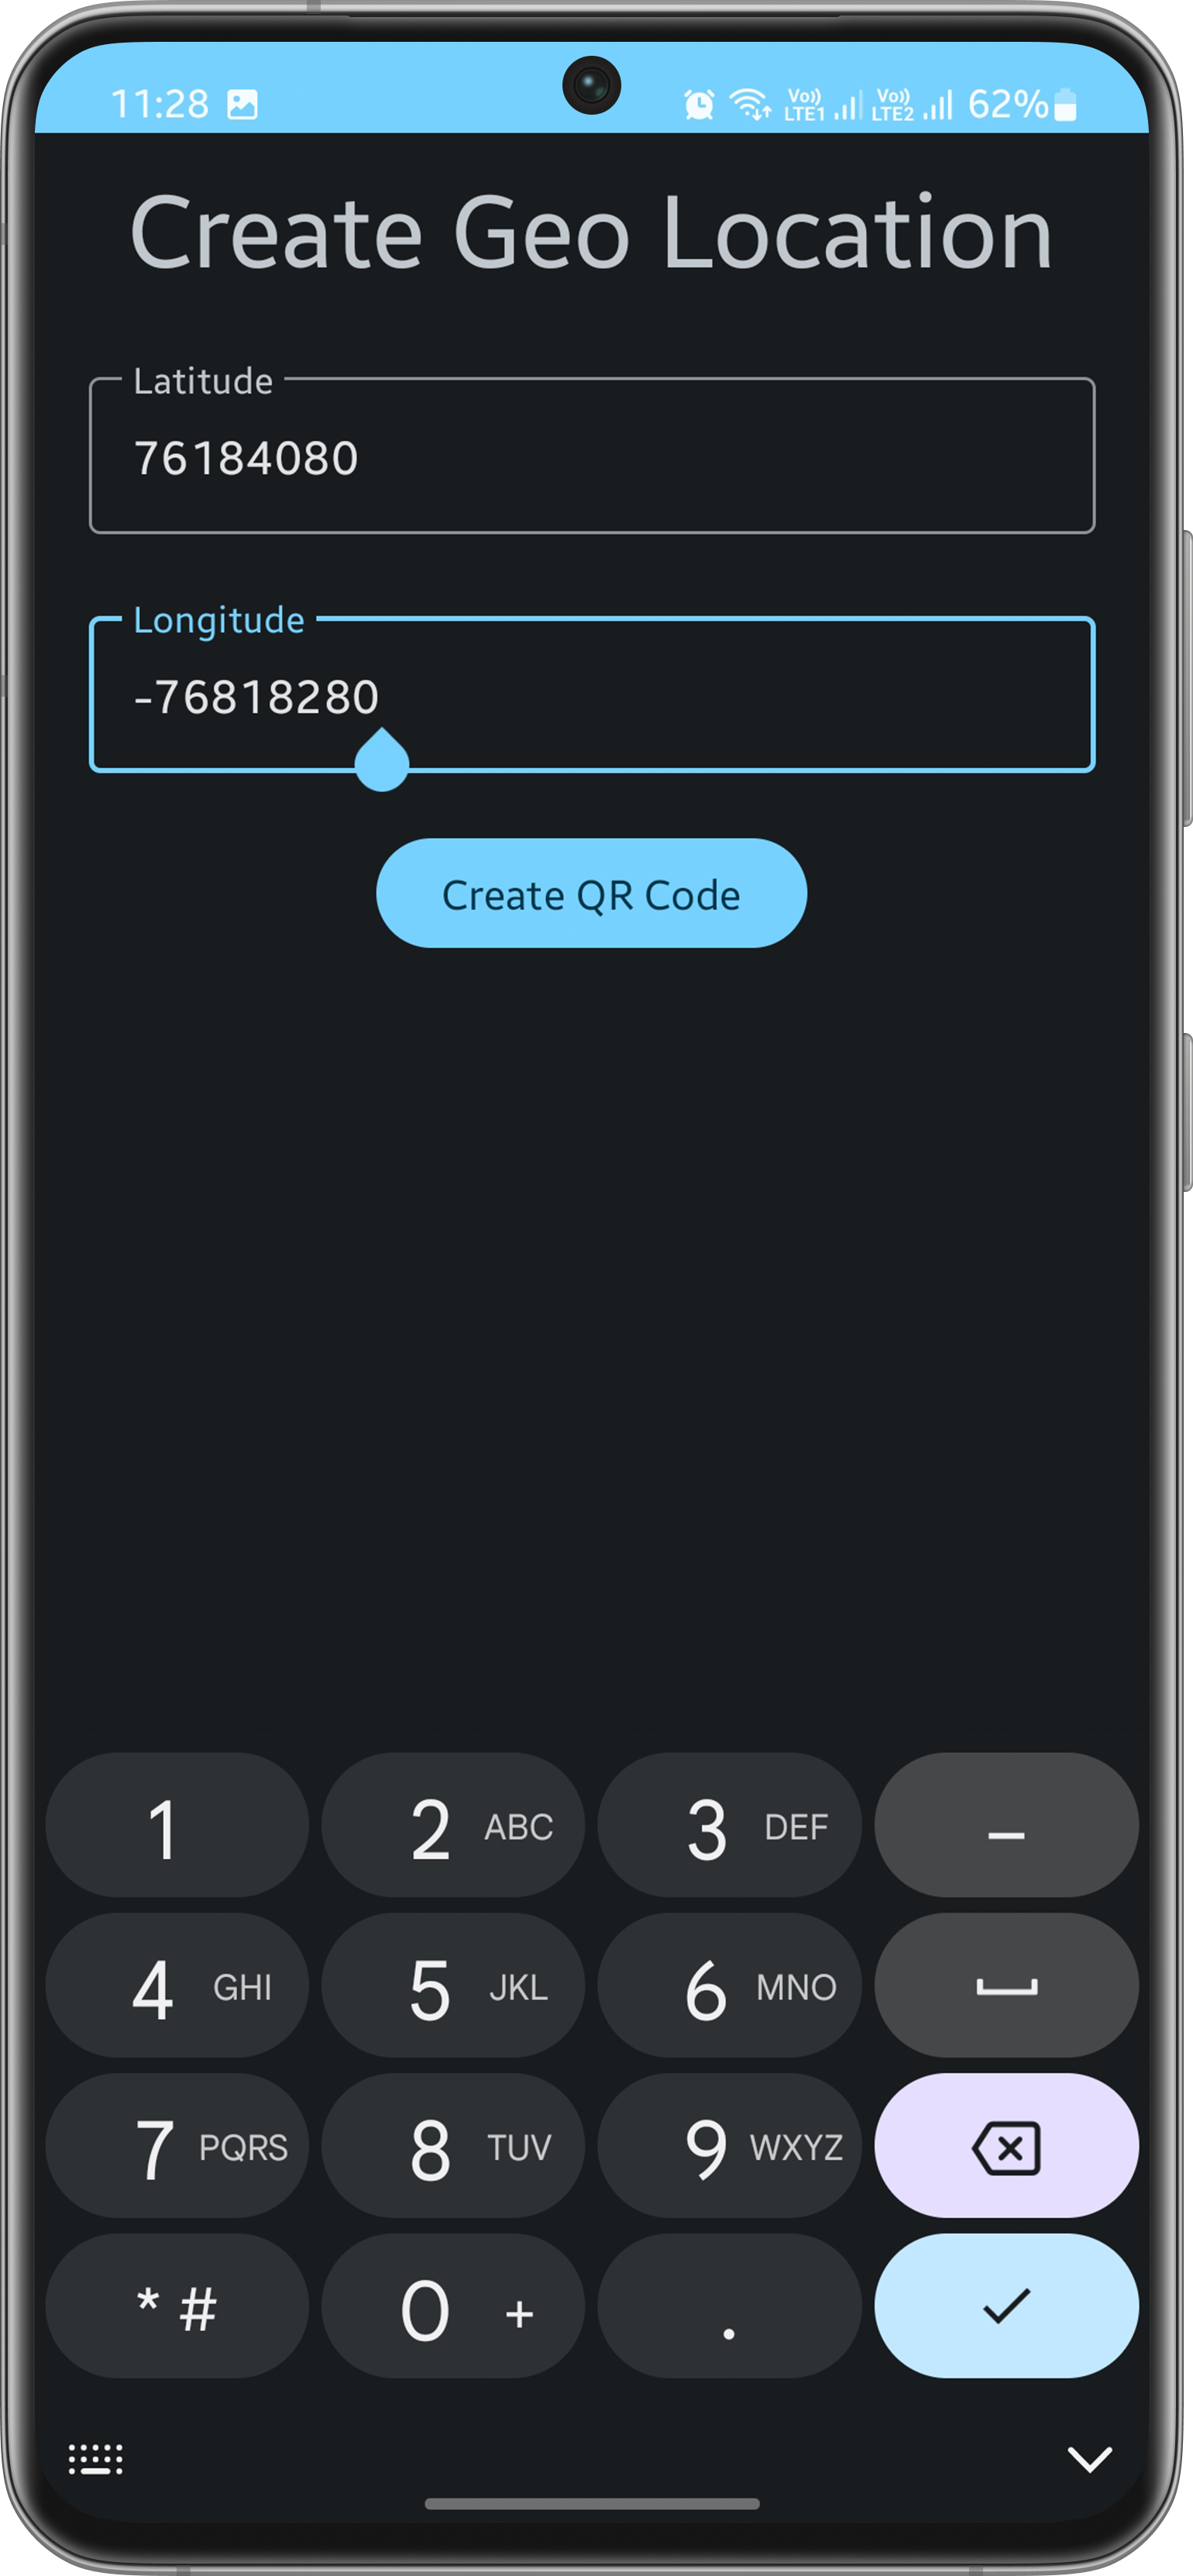 11:28 Vo)) LTE1 Vo)) LTE2 62%
Create Geo Location
Latitude
76184080
Longitude
-76818280
Create QR Code
1 2 ABC 3 DEF –
4 GHI 5 JKL 6 MNO
7 PQRS 8 TUV 9 WXYZ
* # 0 + .